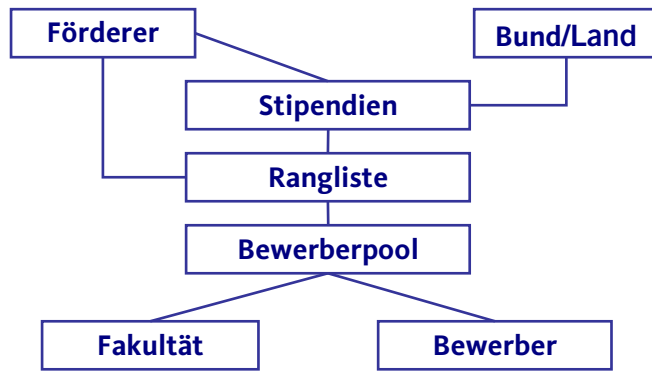 Förderer
Bund/Land
Stipendien
Rangliste
Bewerberpool
Fakultät
Bewerber